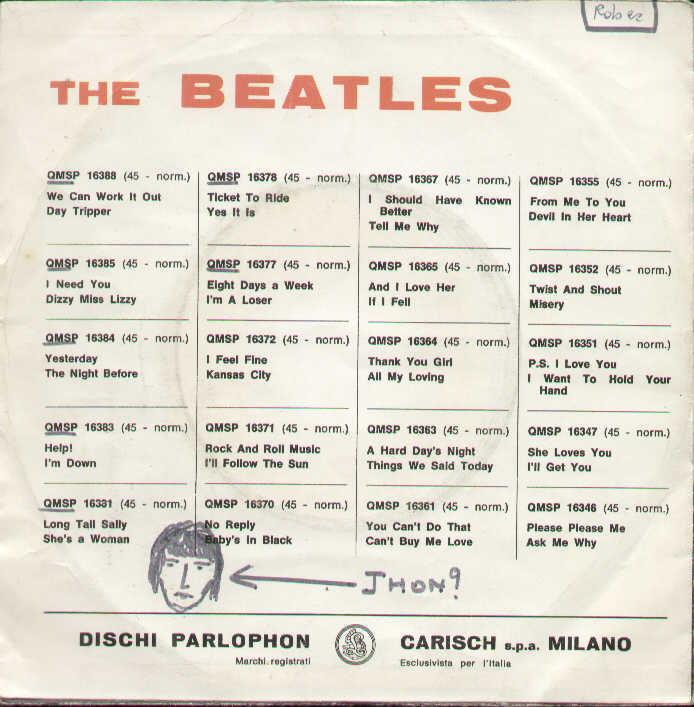 THE BEATLES
QMSP 16388 (45 - norm.)
We Can Work It Out
Day Tripper
QMSP 16385 (45 - norm.)
I Need You
Dizzy Miss Lizzy
QMSP 16384 (45 - norm.)
Yesterday
The Night Before
QMSP 16383 (45 - norm.)
Help!
I'm Down
QMSP 16331 (45 - norm.)
Long Tall Sally
She's a Woman
QMSP 16378 (45 - norm.)
Ticket To Ride
Yes It Is
QMSP 16377 (45 - norm.)
Eight Days a Week
I'm A Loser
QMSP 16372 (45 - norm.)
I Feel Fine
Kansas City
QMSP 16371 (45 - norm.)
Rock And Roll Music
I'll Follow The Sun
QMSP 16370 (45 - norm.)
No Reply
Baby's In Black
QMSP 16367 (45 - norm.)
I Should Have Known
Better
Tell Me Why
QMSP 16365 (45 - norm.)
And I Love Her
If I Fell
QMSP 16364 (45 - norm.)
Thank You Girl
All My Loving
QMSP 16363 (45 - norm.)
A Hard Day's Night
Things We Said Today
QMSP 16361 (45 - norm.)
You Can't Do That
Can't Buy Me Love
QMSP 16355 (45 - norm.)
From Me To You
Devil In Her Heart
QMSP 16352 (45 - norm.)
Twist And Shout
Misery
QMSP 16351 (45 - norm.)
P.S. I Love You
I Want To Hold Your
Hand
QMSP 16347 (45 - norm.)
She Loves You
I'll Get You
QMSP 16346 (45 - norm.)
Please Please Me
Ask Me Why
JHON?
DISCHI PARLOPHON
Marchi registrati
CARISCH s.p.a. MILANO
Esclusivista per l'Italia